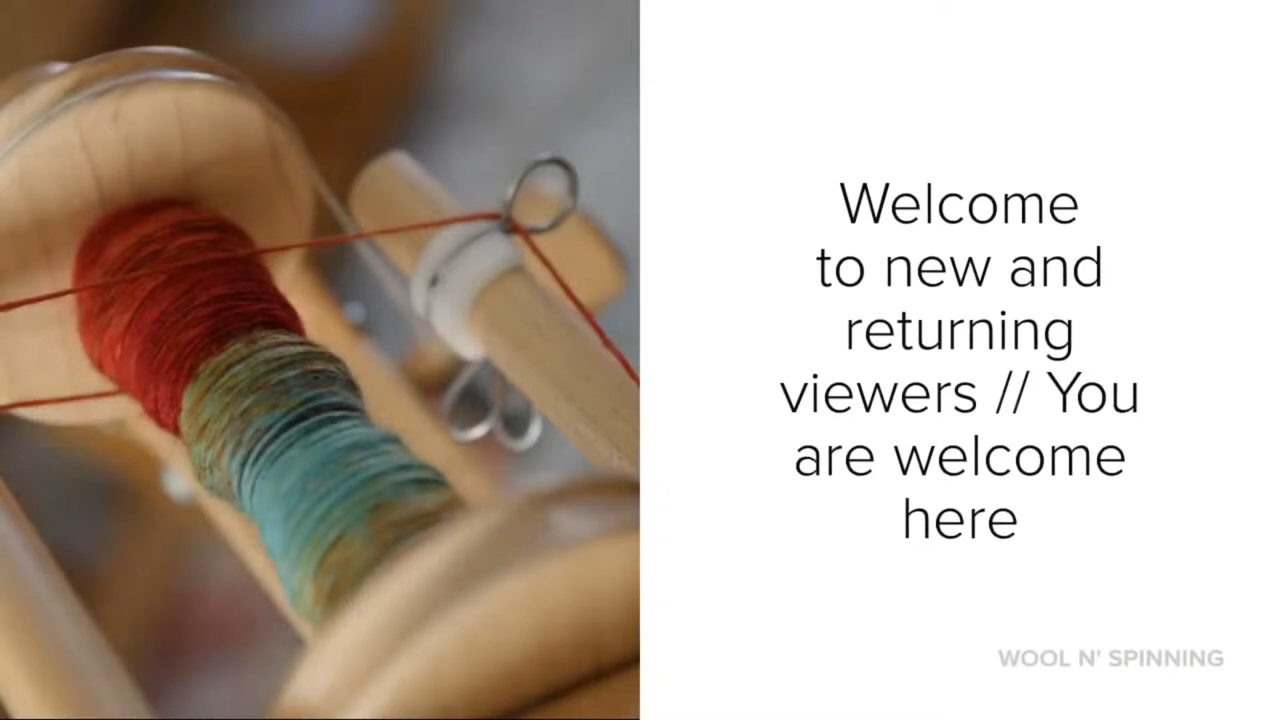 Welcome
to new and
returning
viewers // You
are welcome
here
WOOL N' SPINNING